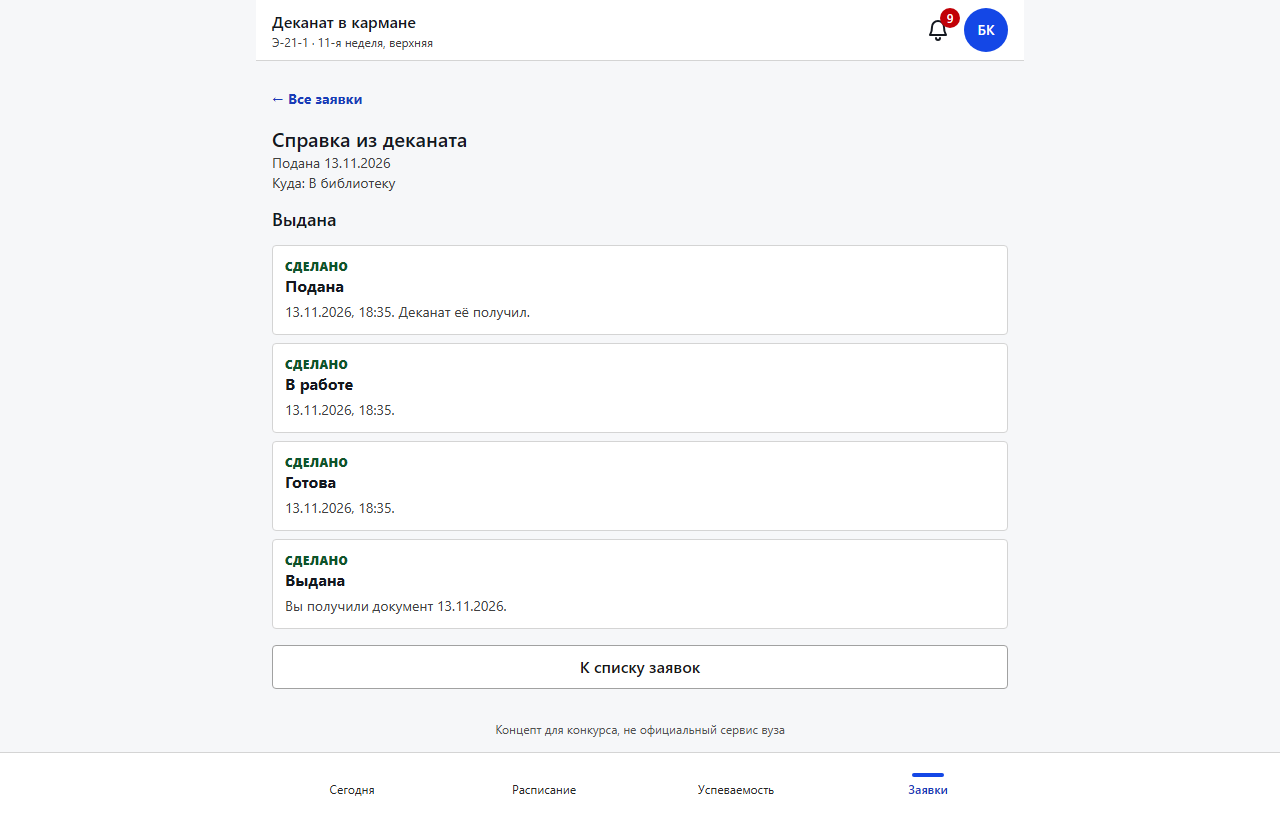 Деканат в кармане
Э-21-1 · 11-я неделя, верхняя
9
БК
← Все заявки
Справка из деканата
Подана 13.11.2026
Куда: В библиотеку
Выдана
СДЕЛАНО
Подана
13.11.2026, 18:35. Деканат её получил.
СДЕЛАНО
В работе
13.11.2026, 18:35.
СДЕЛАНО
Готова
13.11.2026, 18:35.
СДЕЛАНО
Выдана
Вы получили документ 13.11.2026.
К списку заявок
Концепт для конкурса, не официальный сервис вуза
Сегодня
Расписание
Успеваемость
Заявки